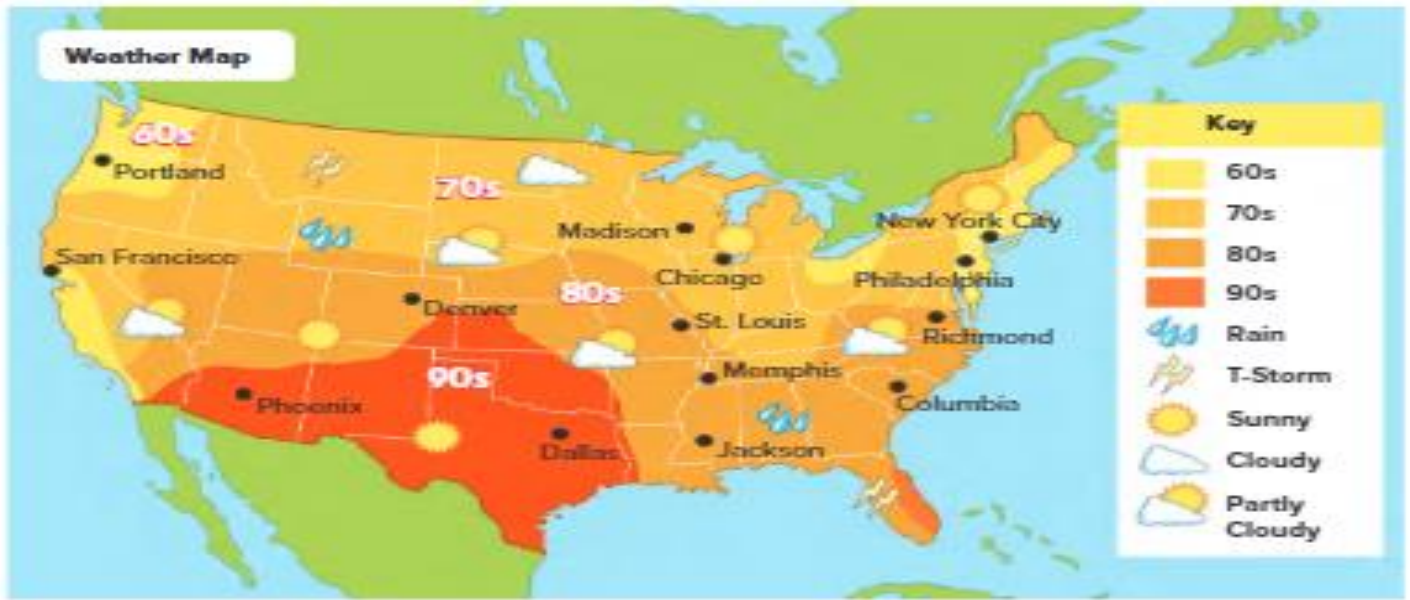 Weather Map
60s
Portland
70s
Madison
New York City
San Francisco
Chicago
Philadelphia
Denver
80s
St. Louis
Richmond
90s
Memphis
Phoenix
Columbia
Dallas
Jackson
Key
60s
70s
80s
90s
Rain
T-Storm
Sunny
Cloudy
Partly
Cloudy